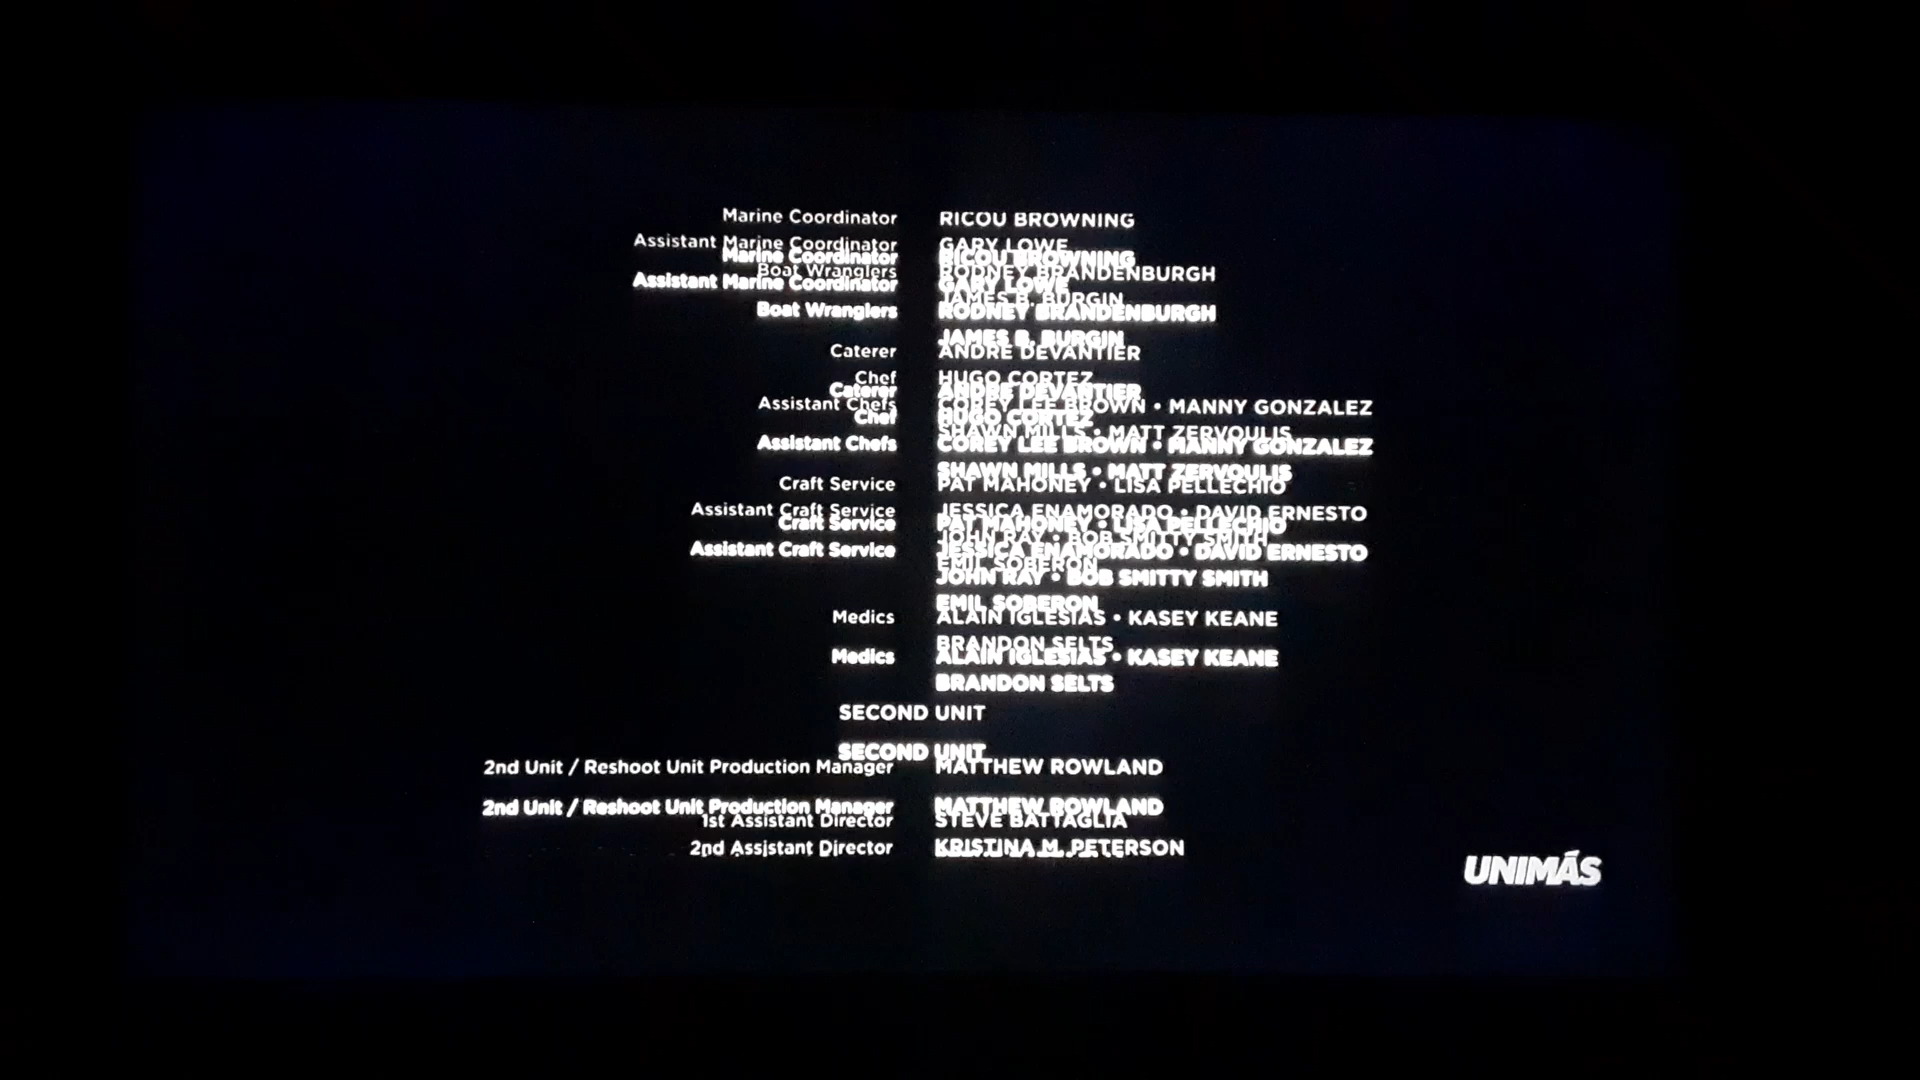 Marine Coordinator RICOU BROWNING
Assistant Marine Coordinator GARY LOWE
Boat Wranglers RODNEY BRANDENBURGH
JAMES B. BURGIN
Caterer ANDRE DEVANTIER
Chef HUGO CORTEZ
Assistant Chefs COREY LEE BROWN • MANNY GONZALEZ
SHAWN MILLS • MATT ZERVOULIS
Craft Service PAT MAHONEY • LISA PELLECHIO
Assistant Craft Service JESSICA ENAMORADO • DAVID ERNESTO
JOHN RAY • BOB SMITTY SMITH
EMIL SOBERON
Medics ALAIN IGLESIAS • KASEY KEANE
BRANDON SELTS
SECOND UNIT
2nd Unit / Reshoot Unit Production Manager MATTHEW ROWLAND
1st Assistant Director STEVE BATTAGLIA
2nd Assistant Director KRISTINA M. PETERSON
UNIMÁS